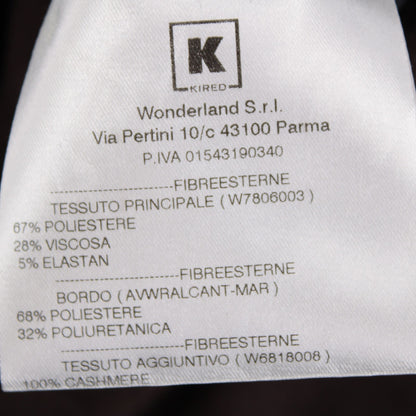 K
KIRED
Wonderland S.r.l.
Via Pertini 10/c 43100 Parma
P.IVA 01543190340
------------------------FIBREESTERNE
TESSUTO PRINCIPALE ( W7806003 )
67% POLIESTERE
28% VISCOSA
5% ELASTAN
------------------------FIBREESTERNE
BORDO ( AVWRALCANT-MAR )
68% POLIESTERE
32% POLIURETANICA
------------------------FIBREESTERNE
TESSUTO AGGIUNTIVO ( W6818008 )
100% CASHMERE